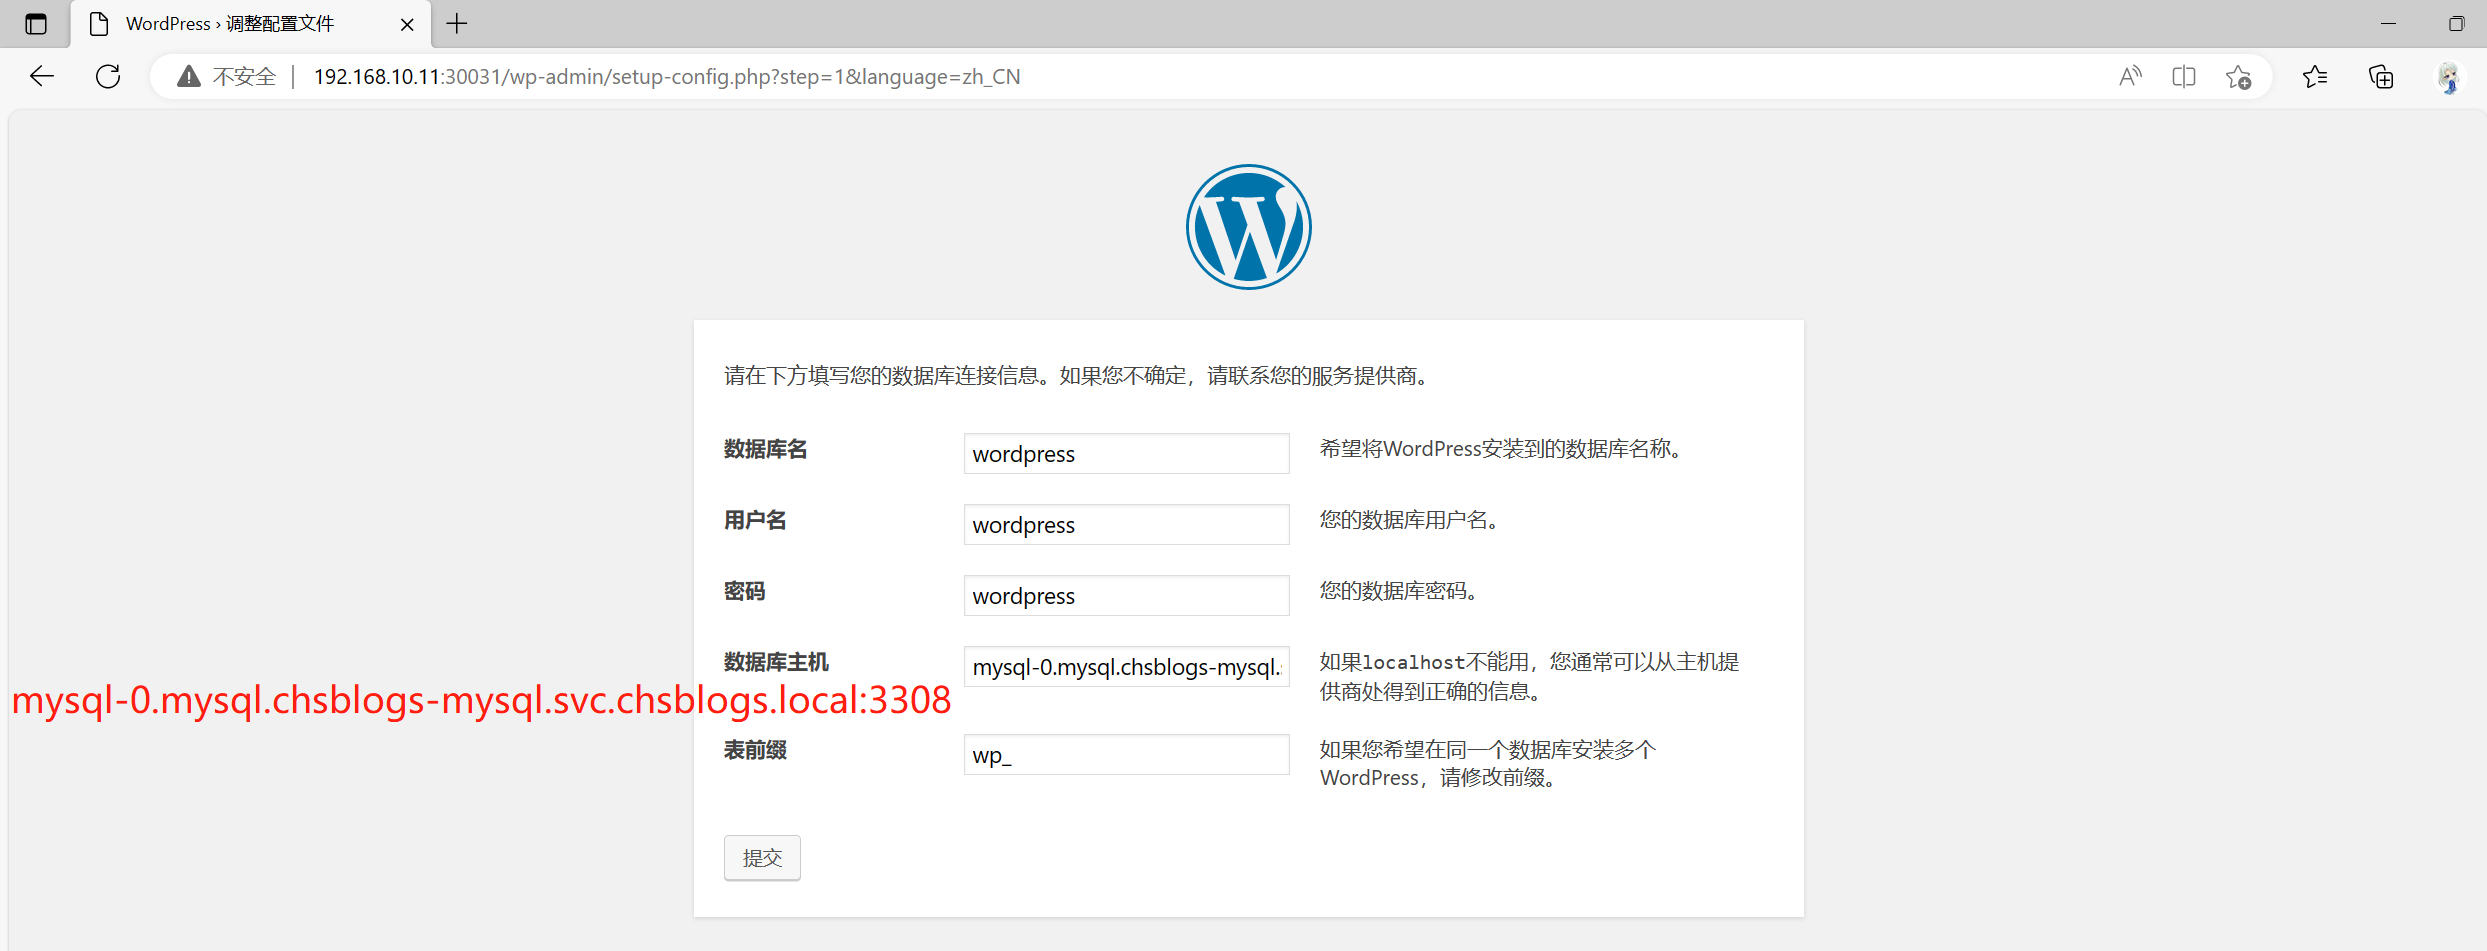 WordPress › 调整配置文件
不安全 | 192.168.10.11:30031/wp-admin/setup-config.php?step=1&language=zh_CN
请在下方填写您的数据库连接信息。如果您不确定，请联系您的服务提供商。
数据库名 wordpress 希望将WordPress安装到的数据库名称。
用户名 wordpress 您的数据库用户名。
密码 wordpress 您的数据库密码。
数据库主机 mysql-0.mysql.chsblogs-mysql. 如果localhost不能用，您通常可以从主机提
供商处得到正确的信息。
mysql-0.mysql.chsblogs-mysql.svc.chsblogs.local:3308
表前缀 wp_ 如果您希望在同一个数据库安装多个
WordPress，请修改前缀。
提交